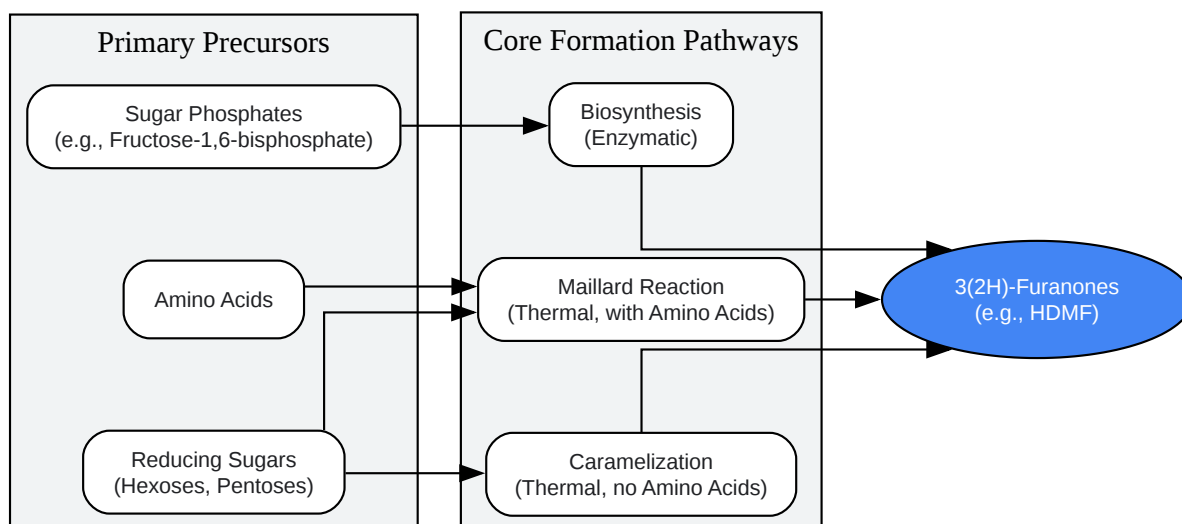 Primary Precursors
Sugar Phosphates
(e.g., Fructose-1,6-bisphosphate)
Amino Acids
Reducing Sugars
(Hexoses, Pentoses)
Core Formation Pathways
Biosynthesis
(Enzymatic)
Maillard Reaction
(Thermal, with Amino Acids)
Caramelization
(Thermal, no Amino Acids)
3(2H)-Furanones
(e.g., HDMF)